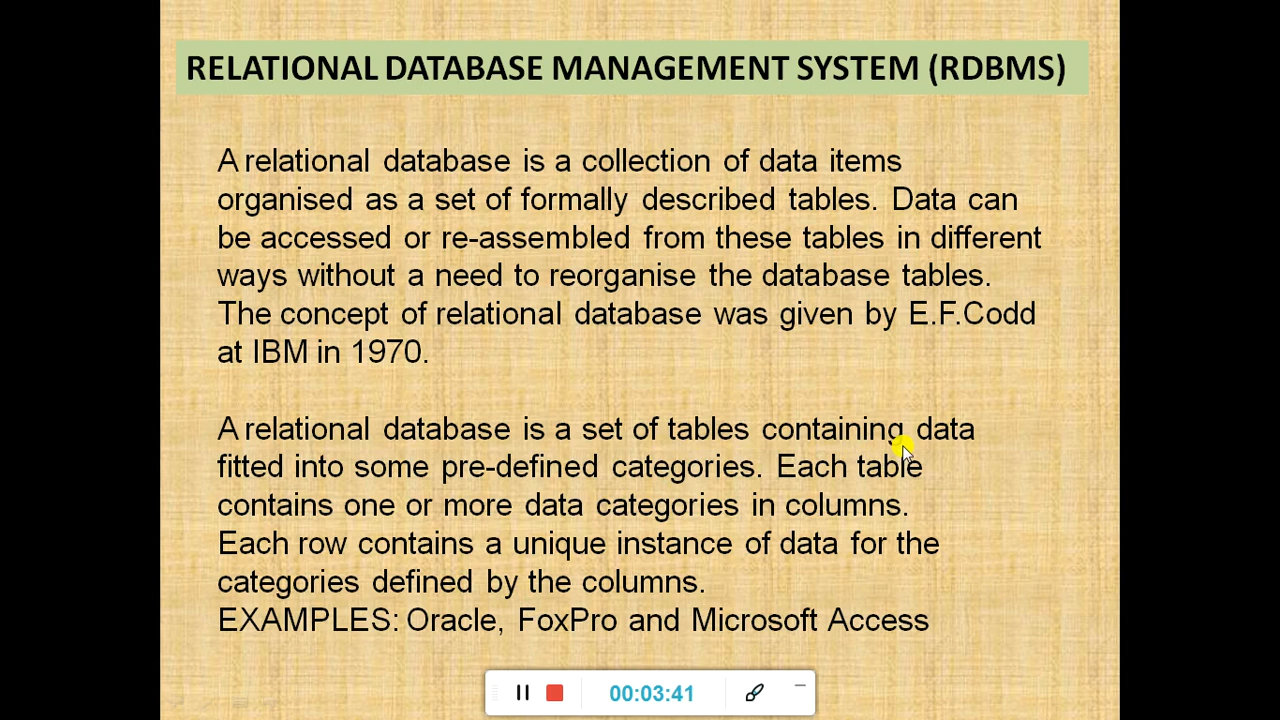 RELATIONAL DATABASE MANAGEMENT SYSTEM (RDBMS)
A relational database is a collection of data items
organised as a set of formally described tables. Data can
be accessed or re-assembled from these tables in different
ways without a need to reorganise the database tables.
The concept of relational database was given by E.F.Codd
at IBM in 1970.
A relational database is a set of tables containing data
fitted into some pre-defined categories. Each table
contains one or more data categories in columns.
Each row contains a unique instance of data for the
categories defined by the columns.
EXAMPLES: Oracle, FoxPro and Microsoft Access
00:03:41